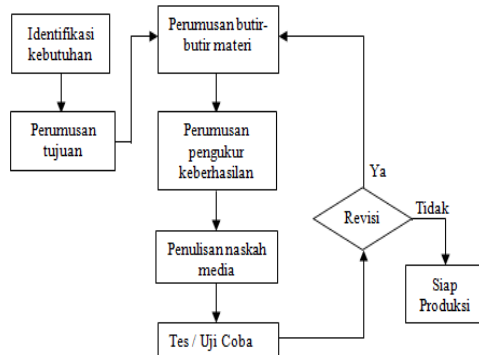 Identifikasi
kebutuhan
Perumusan
tujuan
Perumusan butir-
butir materi
Perumusan
pengukur
keberhasilan
Penulisan naskah
media
Tes / Uji Coba
Revisi
Ya
Tidak
Siap
Produksi